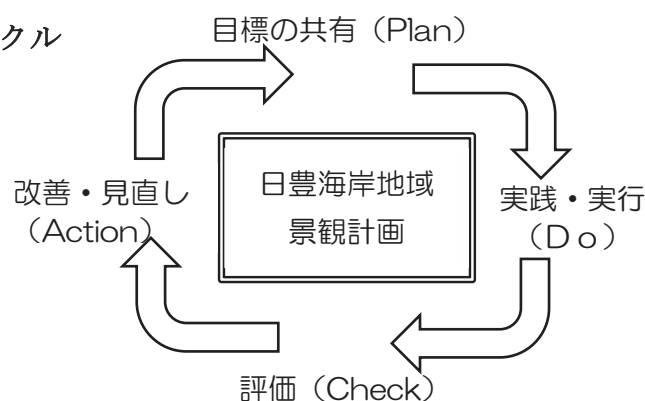 クル
目標の共有（Plan）
日豊海岸地域
景観計画
実践・実行
（Ｄｏ）
評価（Check）
改善・見直し
（Action）